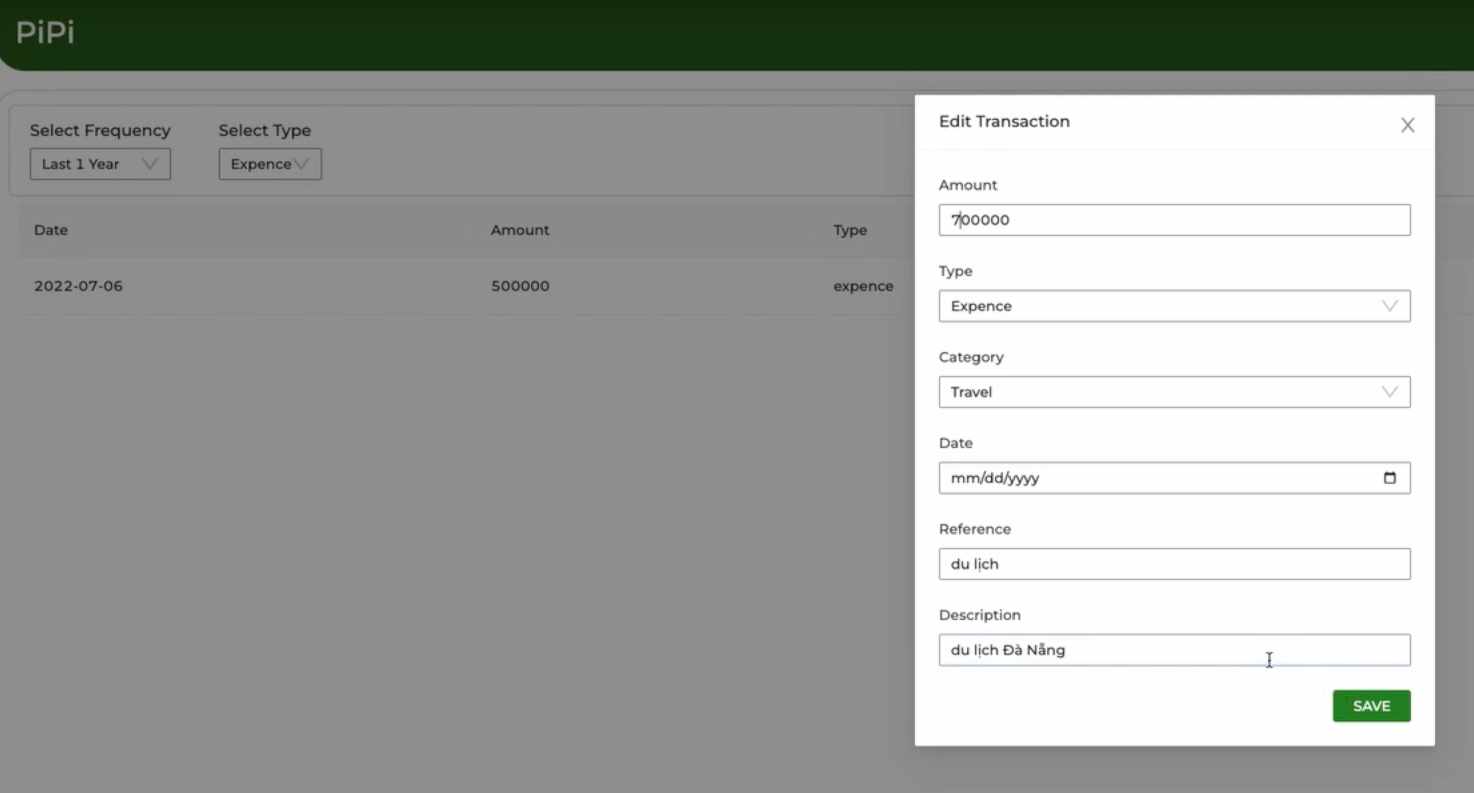 PiPi
Select Frequency
Select Type
Last 1 Year
Expence
Date
Amount
Type
2022-07-06
500000
expence
Edit Transaction
Amount
700000
Type
Expence
Category
Travel
Date
mm/dd/yyyy
Reference
du lịch
Description
du lịch Đà Nẵng
SAVE